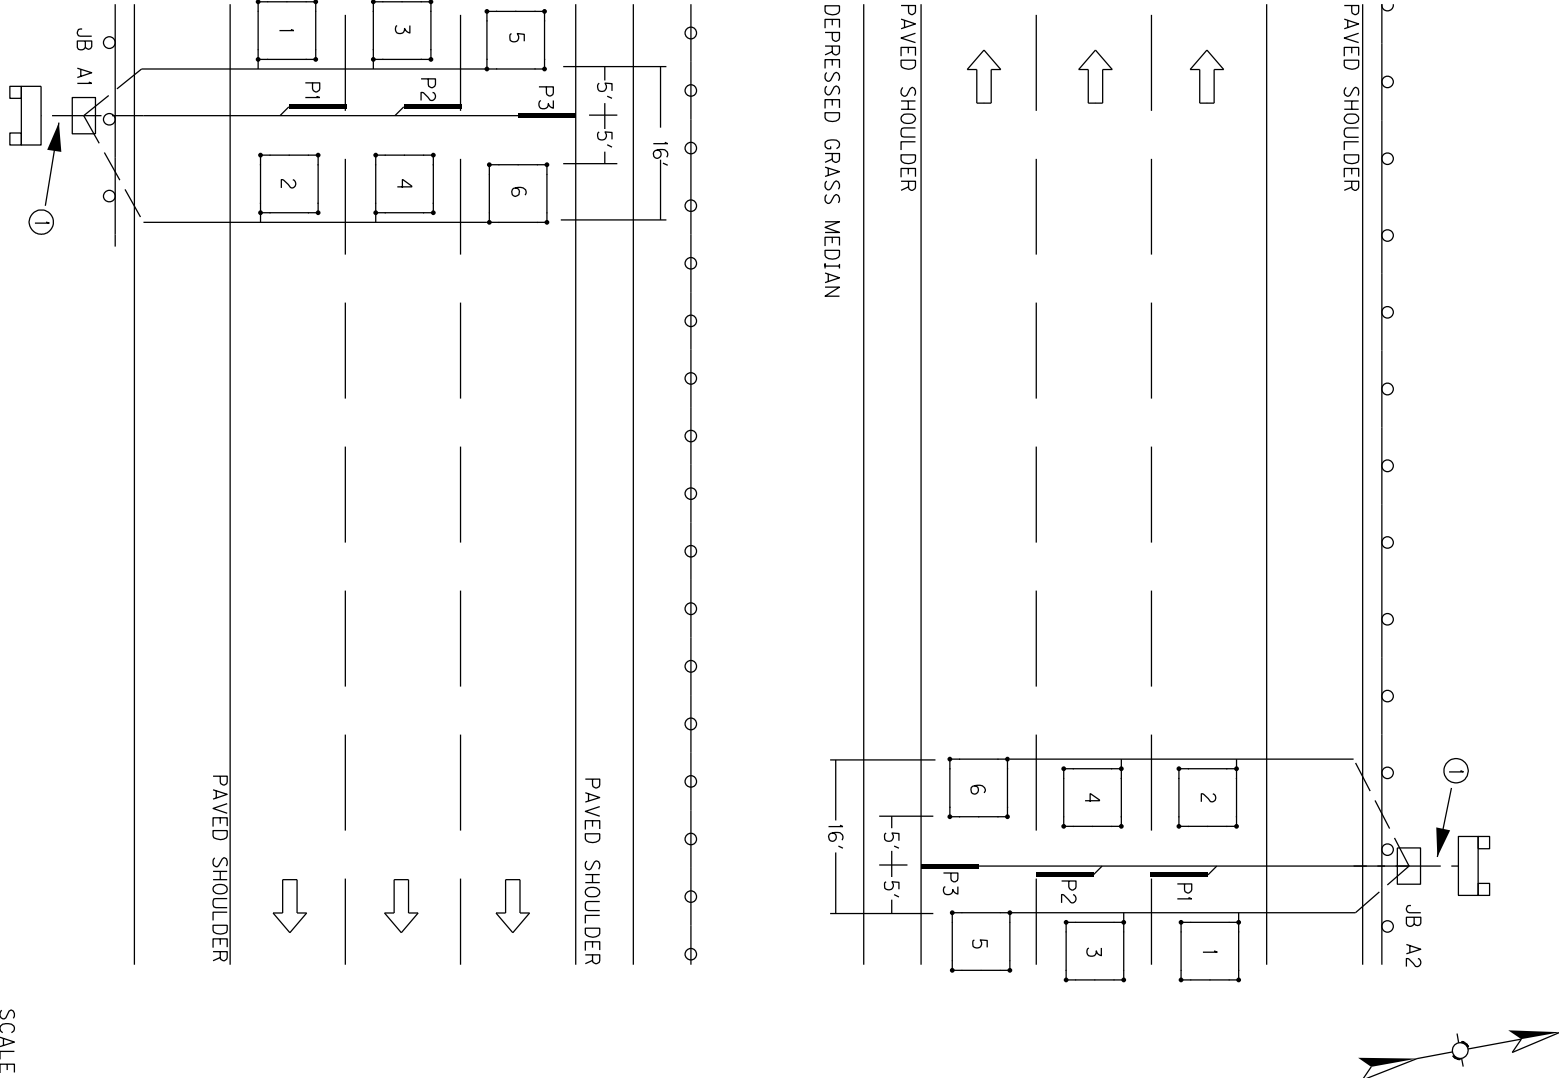 JB A1
1
3
5
P1
P2
P3
5'
5'
16'
2
4
6
1
DEPRESSED GRASS MEDIAN
PAVED SHOULDER
PAVED SHOULDER
PAVED SHOULDER
PAVED SHOULDER
6
4
2
1
16'
5'
5'
P3
P2
P1
5
3
1
JB A2
SCALE